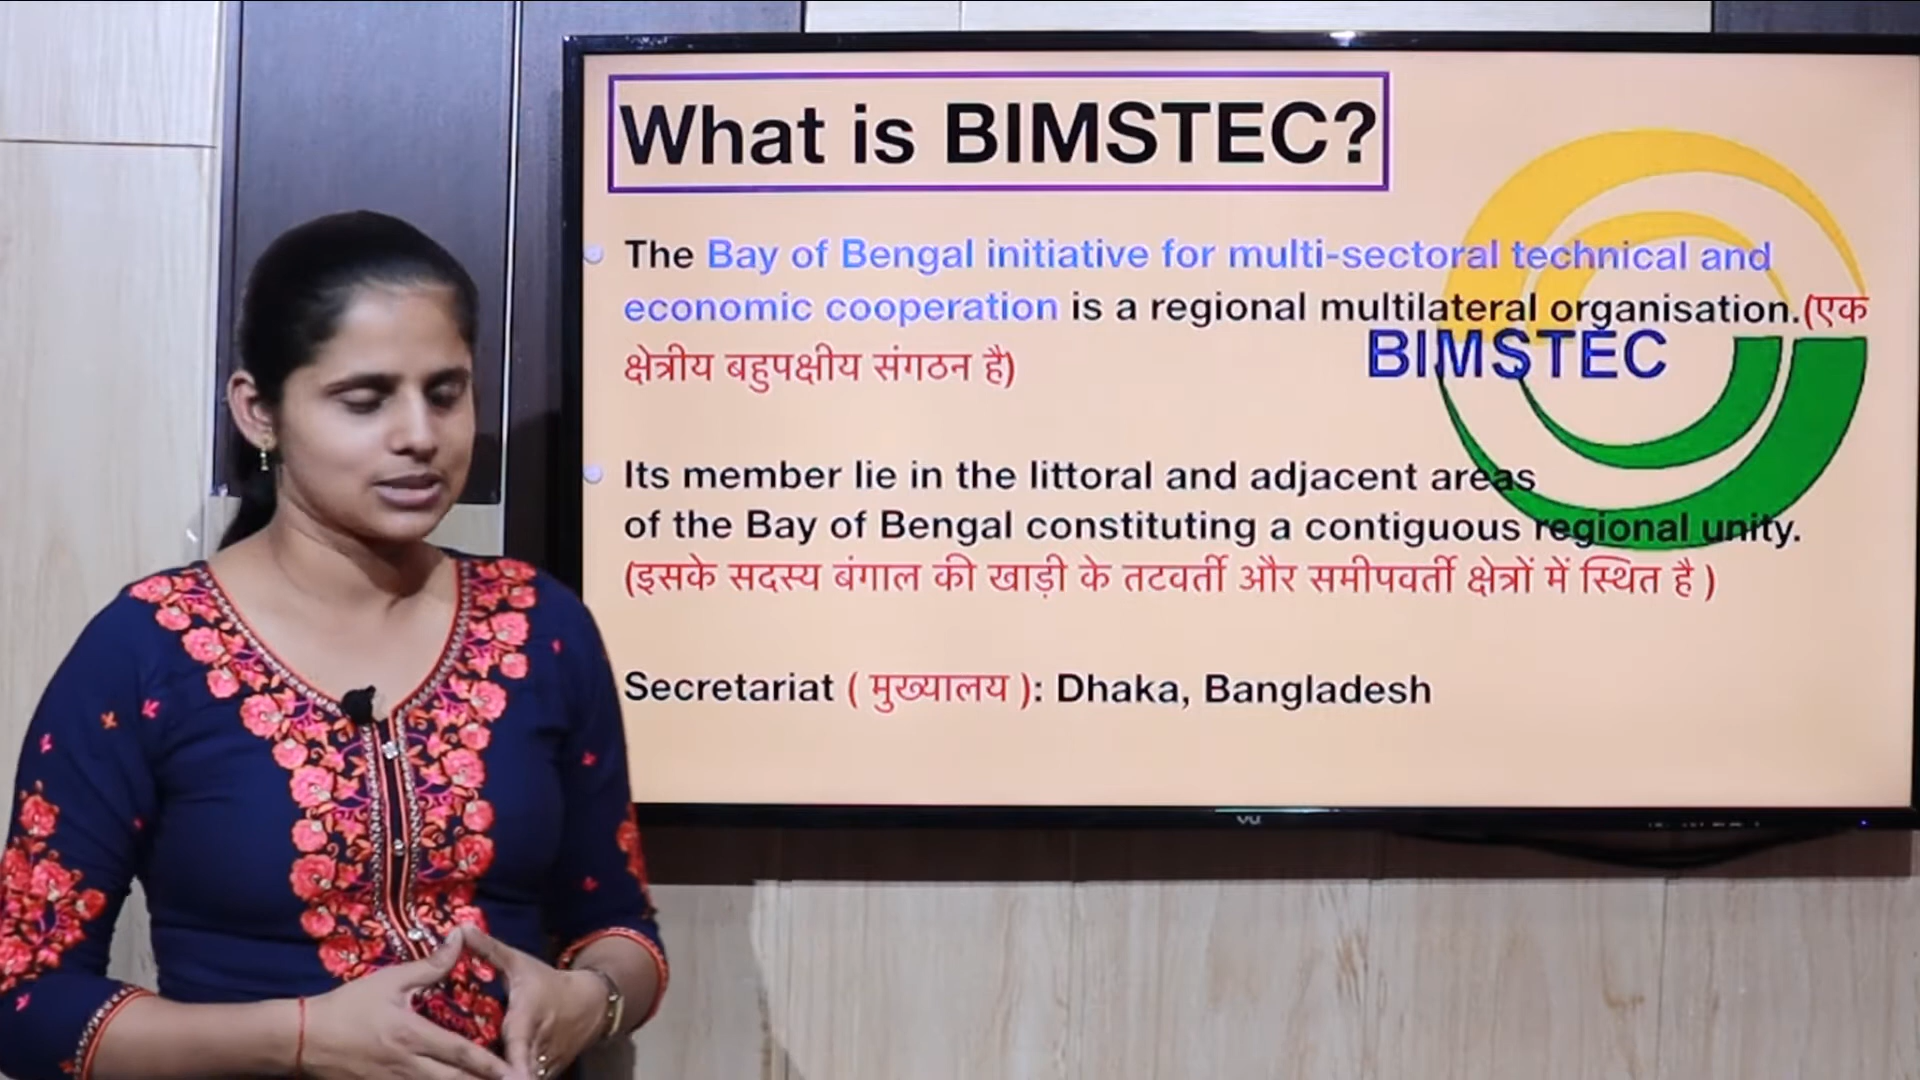 What is BIMSTEC?
The Bay of Bengal initiative for multi-sectoral technical and
economic cooperation is a regional multilateral organisation.(एक
क्षेत्रीय बहुपक्षीय संगठन है)
BIMSTEC
Its member lie in the littoral and adjacent areas
of the Bay of Bengal constituting a contiguous regional unity.
(इसके सदस्य बंगाल की खाड़ी के तटवर्ती और समीपवर्ती क्षेत्रों में स्थित है )
Secretariat ( मुख्यालय ): Dhaka, Bangladesh
VU